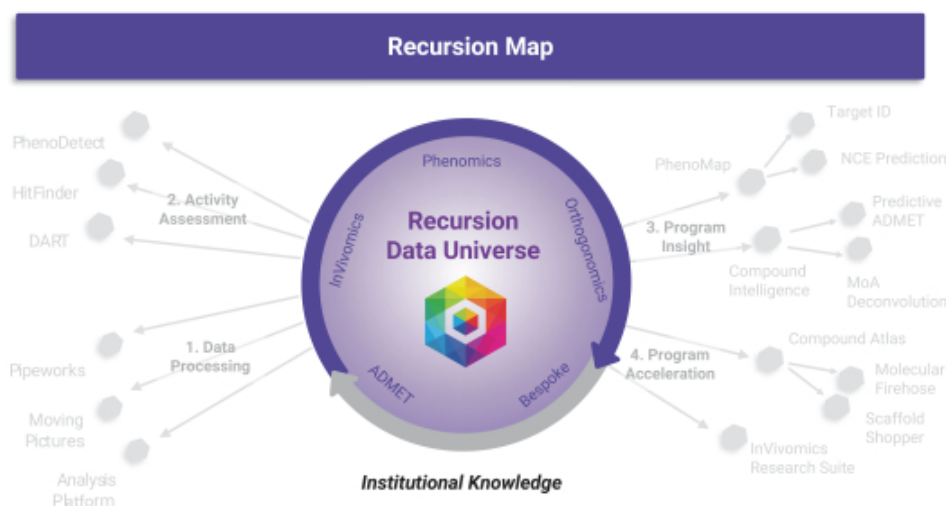 Recursion Map
PhenoDetect
HitFinder
DART
2. Activity
Assessment
Pipeworks
Moving
Pictures
Analysis
Platform
1. Data
Processing
Phenomics
InVivomics
Orthogonomics
ADMET
Bespoke
Recursion
Data Universe
Institutional Knowledge
3. Program
Insight
PhenoMap
Target ID
NCE Prediction
Compound
Intelligence
Predictive
ADMET
MoA
Deconvolution
4. Program
Acceleration
Compound Atlas
Molecular
Firehose
Scaffold
Shopper
InVivomics
Research Suite